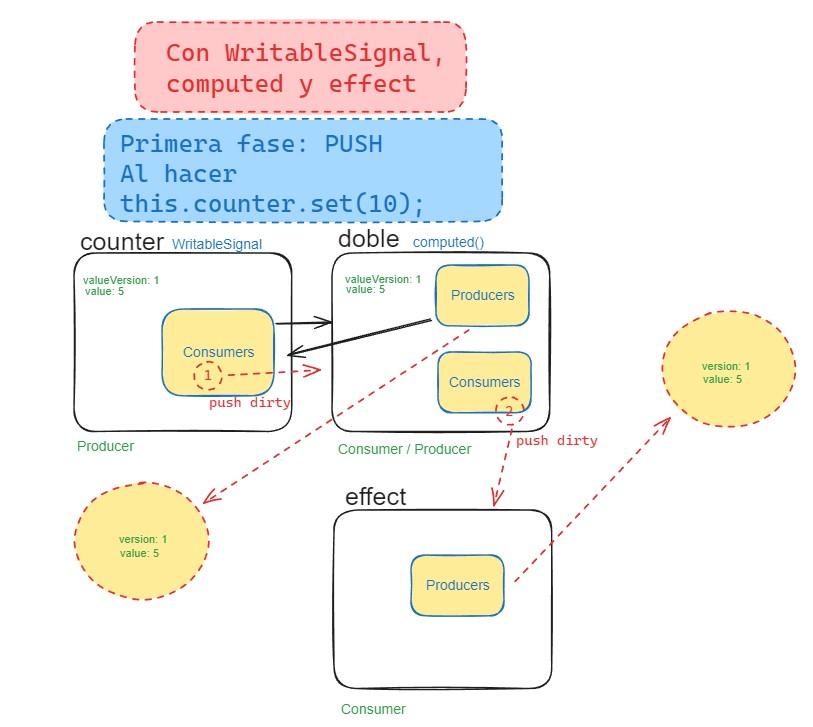 Con WritableSignal,
computed y effect
Primera fase: PUSH
Al hacer
this.counter.set(10);
counter WritableSignal
valueVersion: 1
value: 5
Consumers
1
push dirty
Producer
doble computed()
valueVersion: 1
value: 5
Producers
Consumers
2
push dirty
Consumer / Producer
version: 1
value: 5
version: 1
value: 5
effect
Producers
Consumer